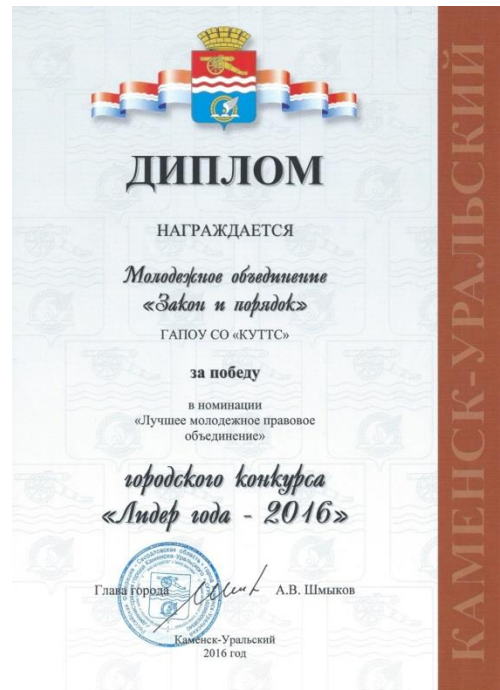 ДИПЛОМ
НАГРАЖДАЕТСЯ
Молодежное объединение
«Закон и порядок»
ГАПОУ СО «КУТТС»
за победу
в номинации
«Лучшее молодежное правовое
объединение»
городского конкурса
«Лидер года - 2016»
Глава города А.В. Шмыков
Каменск-Уральский
2016 год
КАМЕНСК-УРАЛЬСКИЙ